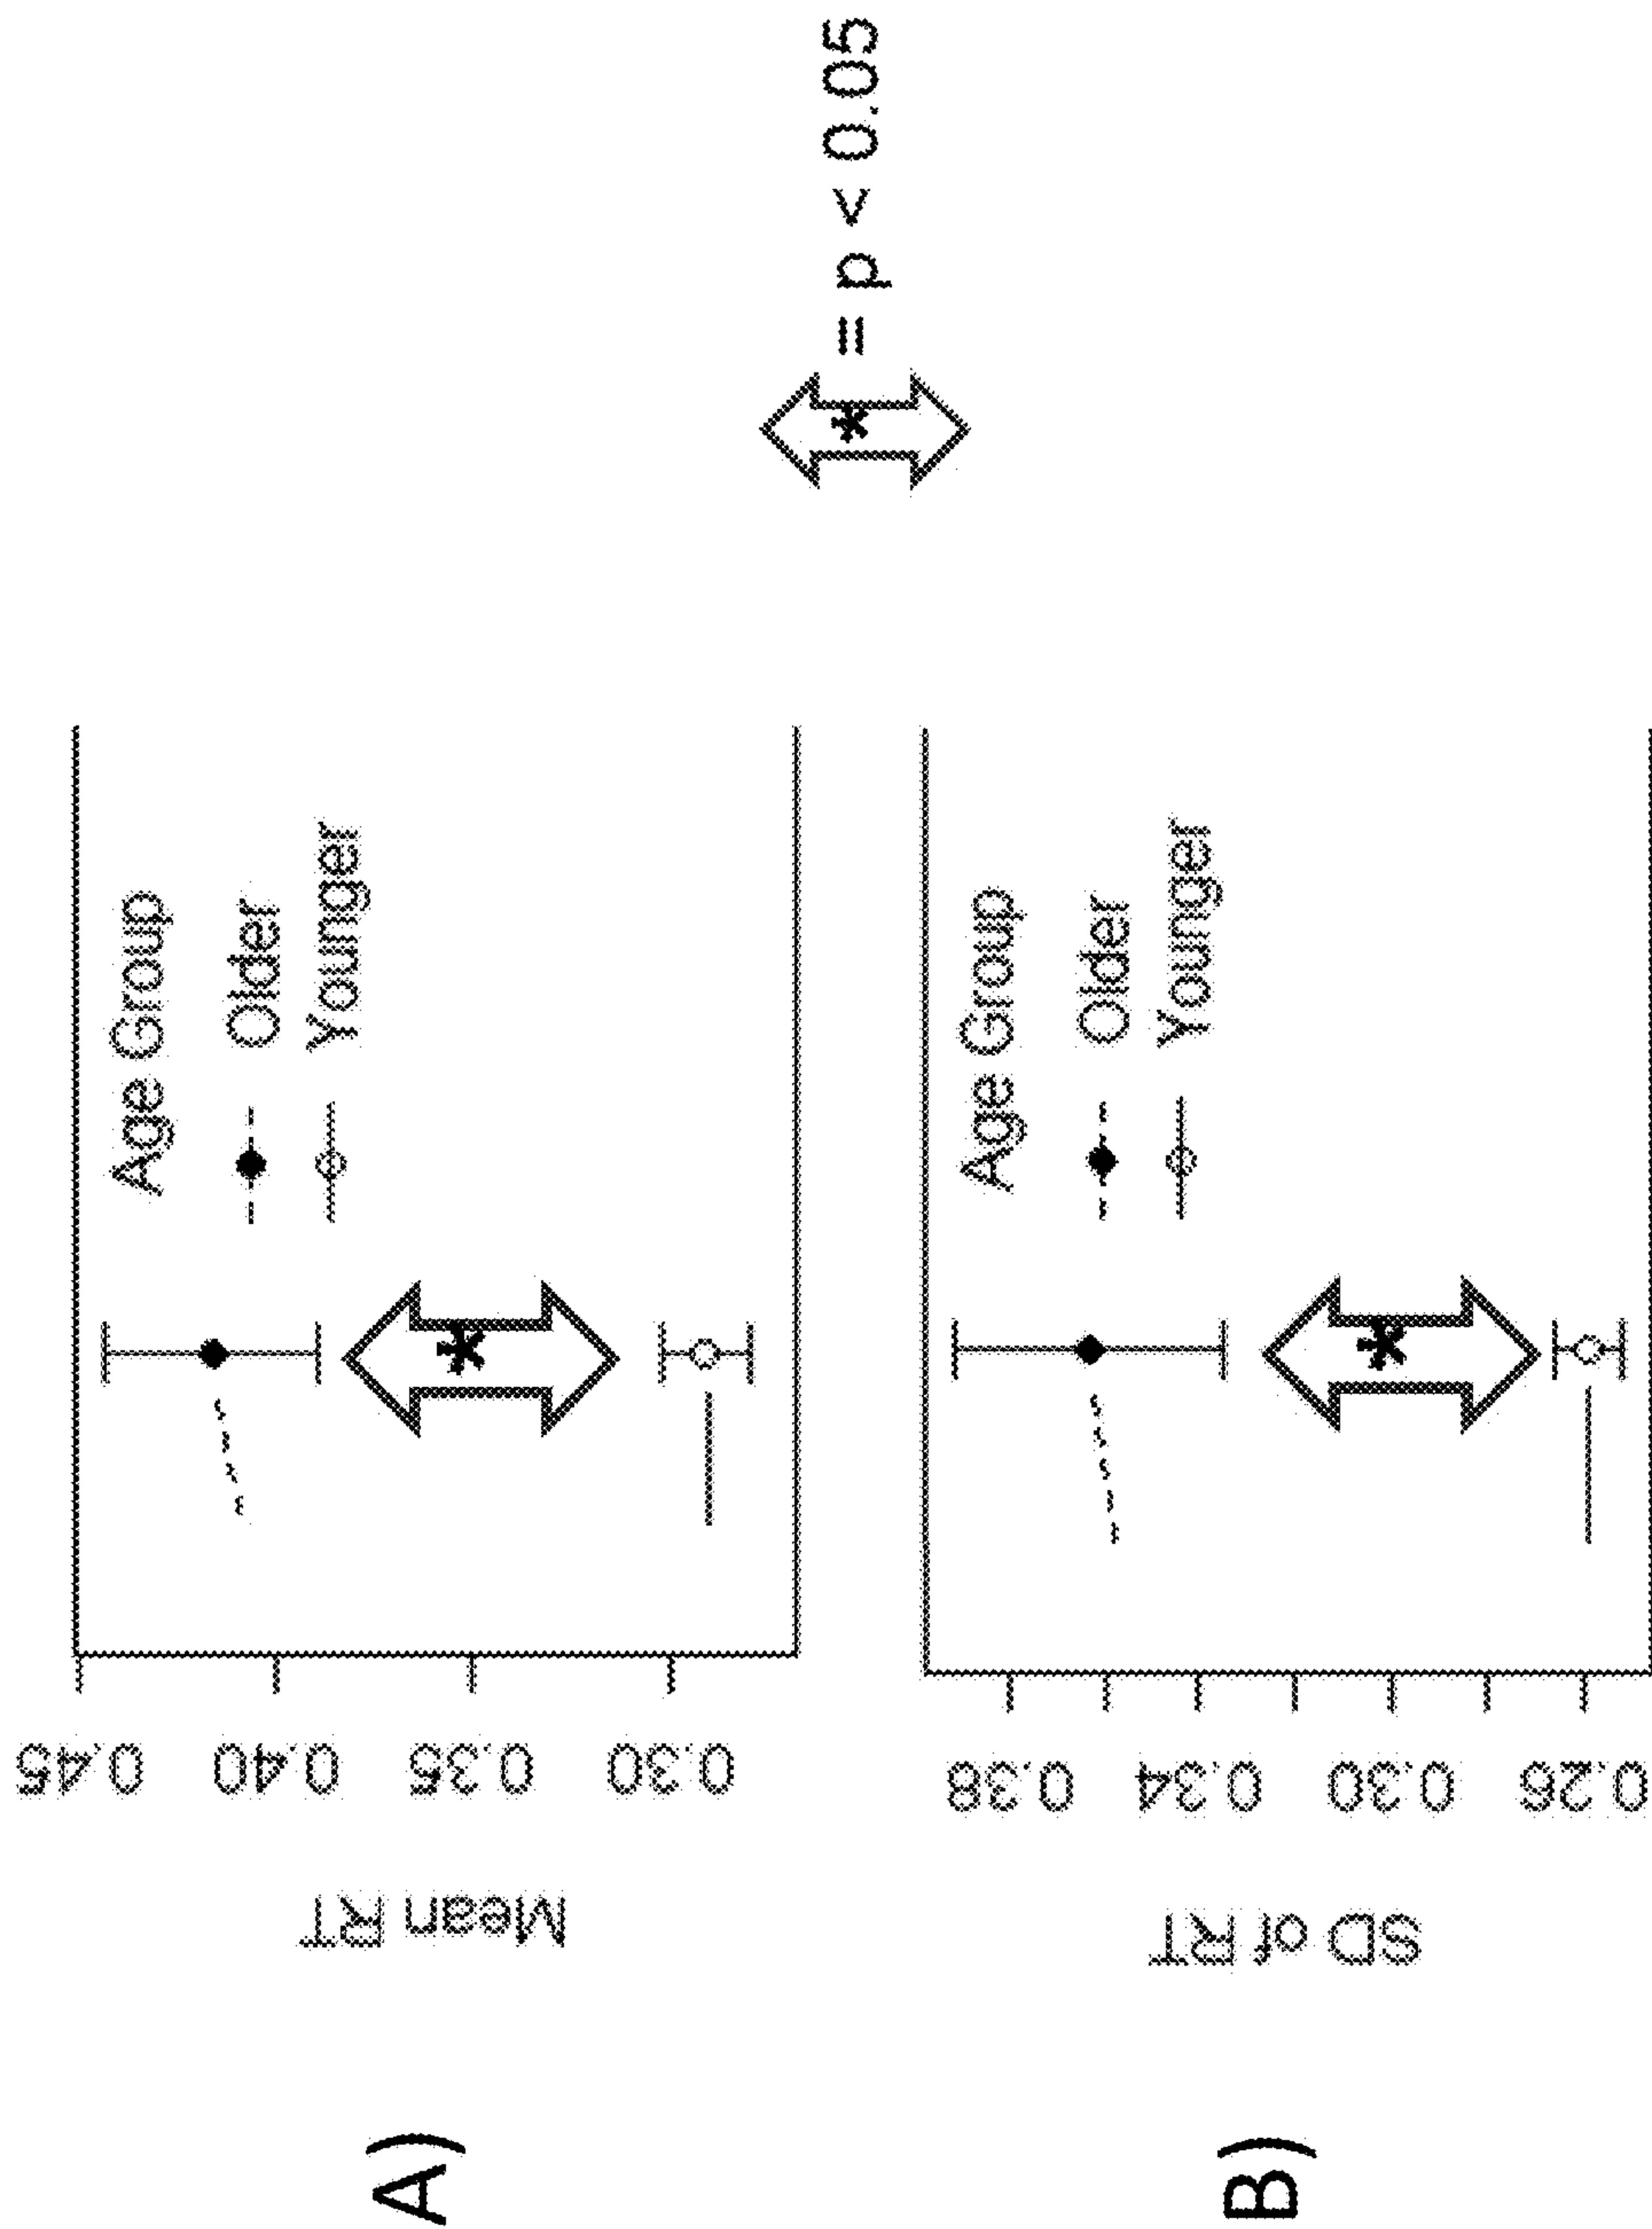 A)
Mean RT
0.45
0.40
0.35
0.30
*
Age Group
Older
Younger
B)
SD of RT
0.38
0.34
0.30
0.26
*
Age Group
Older
Younger
* = p < 0.05